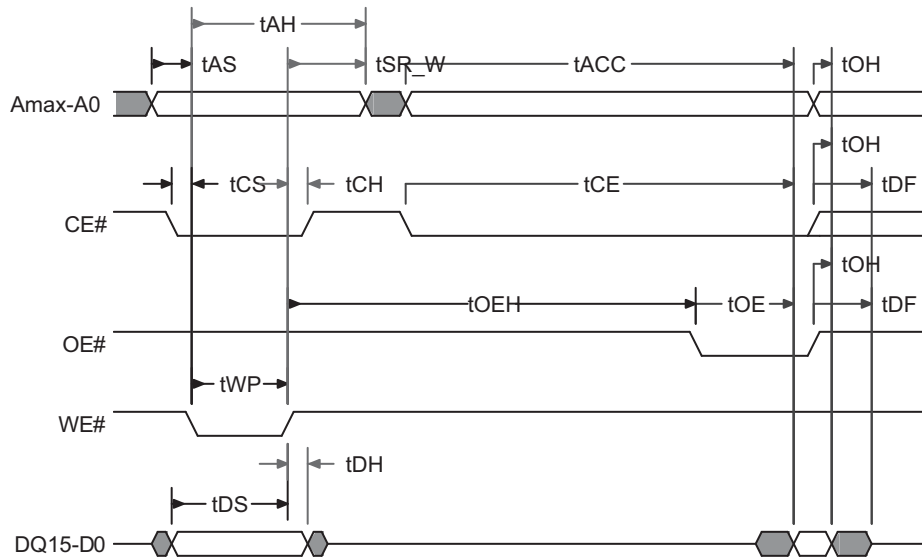 tAH
tAS tSR_W tACC tOH
Amax-A0
tOH
tCS tCH tCE tDF
CE#
tOH
tOEH tOE tDF
OE#
tWP
WE#
tDH
tDS
DQ15-D0